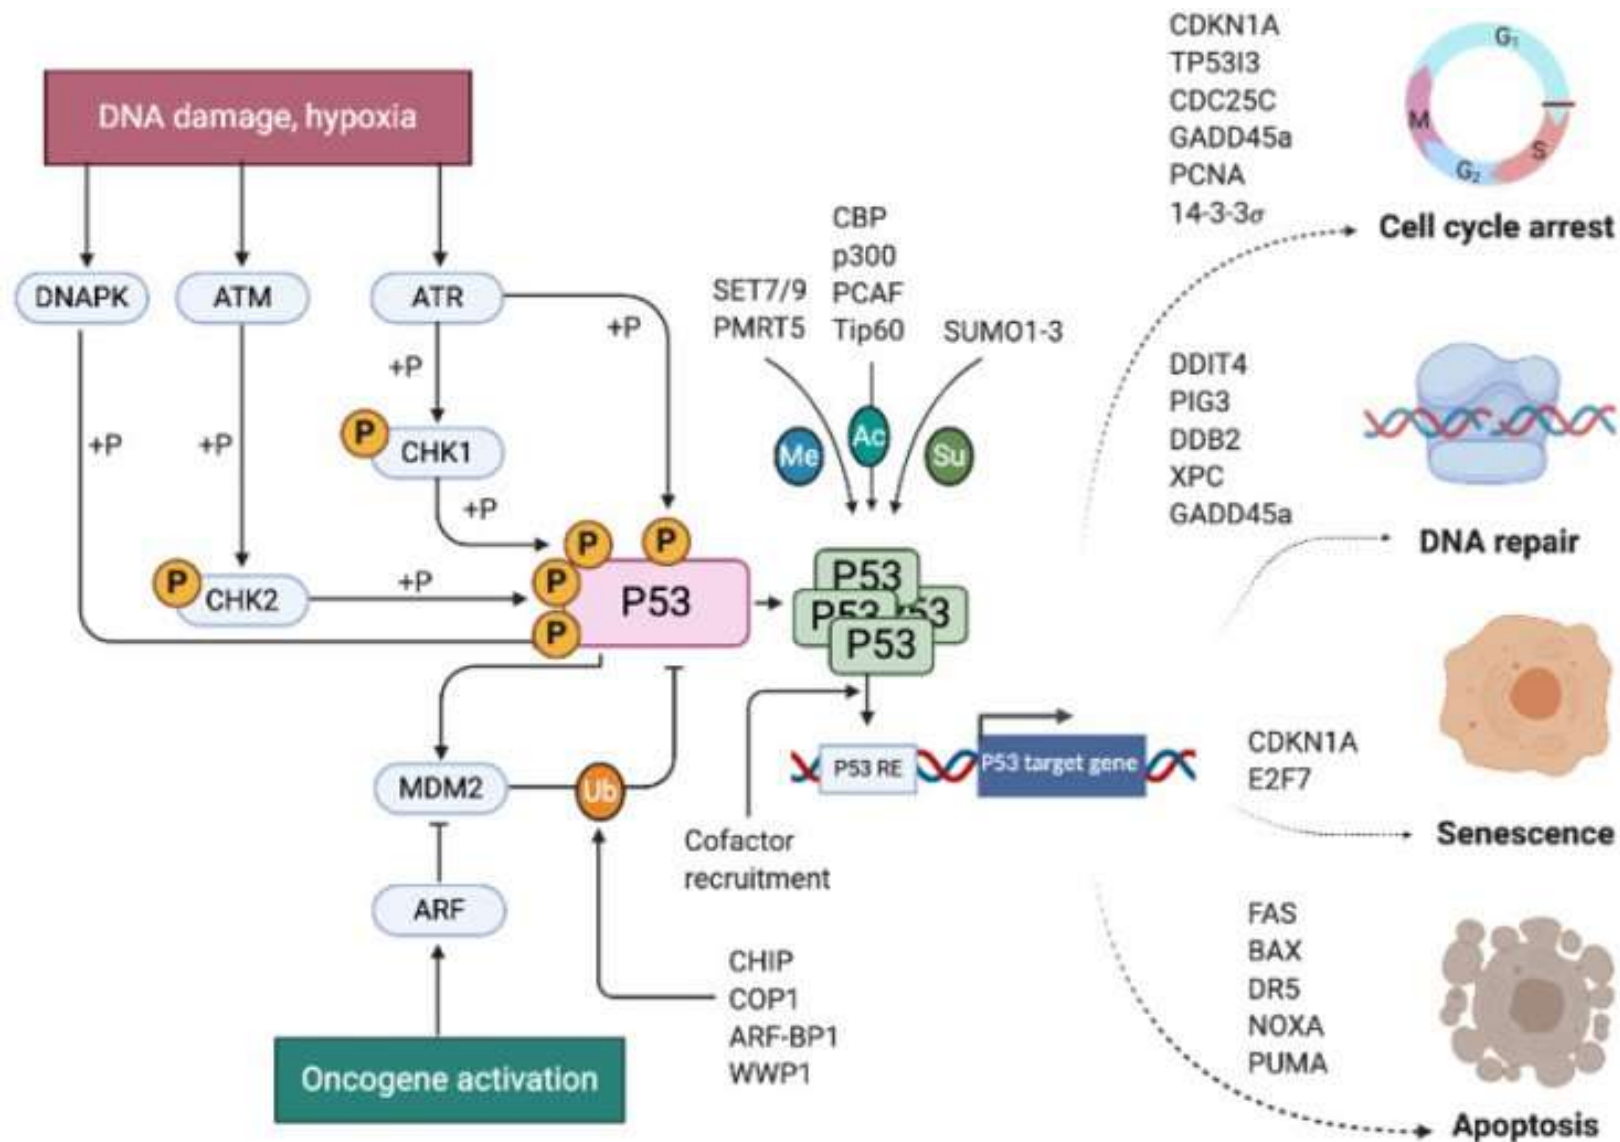 DNA damage, hypoxia
DNAPK
ATM
ATR
+P
+P
+P
+P
P
CHK1
+P
P
CHK2
+P
P
P
P
P
P53
SET7/9
PMRT5
CBP
p300
PCAF
Tip60
SUMO1-3
Me
Ac
Su
P53
P53
53
P53
MDM2
Ub
ARF
Oncogene activation
Cofactor
recruitment
CHIP
COP1
ARF-BP1
WWP1
P53 RE
P53 target gene
CDKN1A
TP53I3
CDC25C
GADD45a
PCNA
14-3-3σ
G₁
M
S
G₂
Cell cycle arrest
DDIT4
PIG3
DDB2
XPC
GADD45a
DNA repair
CDKN1A
E2F7
Senescence
FAS
BAX
DR5
NOXA
PUMA
Apoptosis